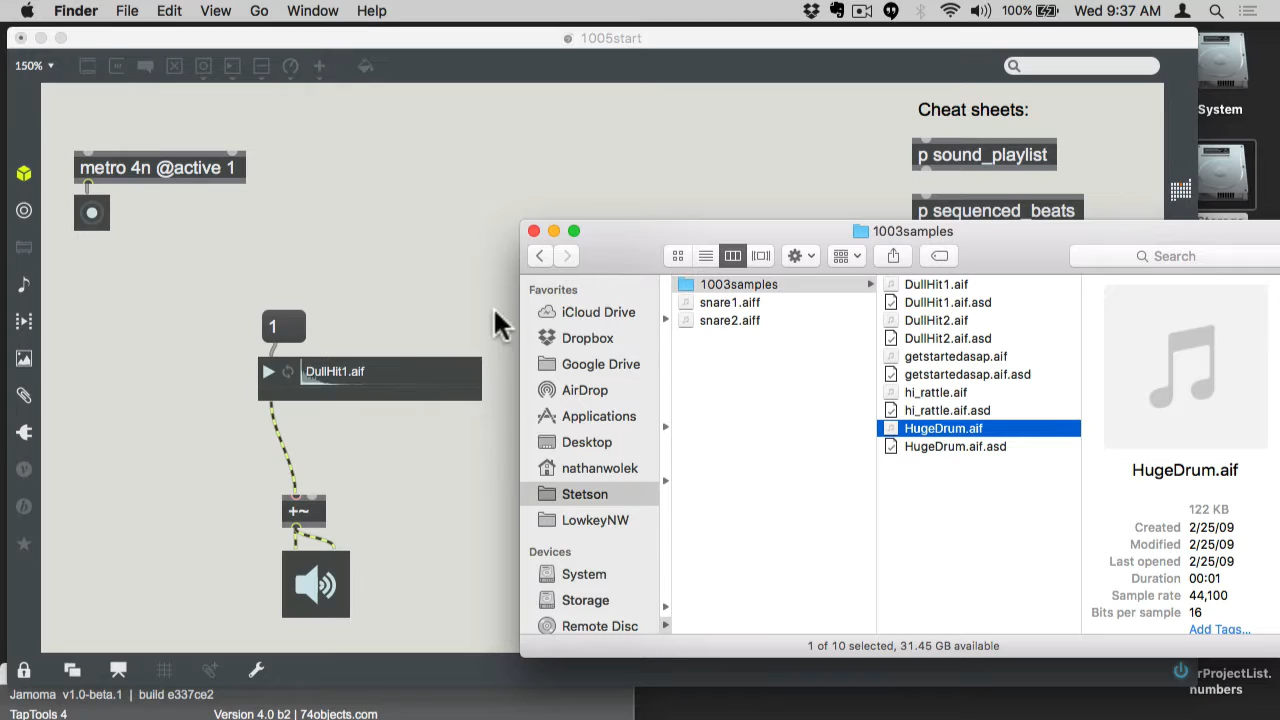 Finder File Edit View Go Window Help
100% Wed 9:37 AM
1005start
150%
Cheat sheets:
metro 4n @active 1
p sound_playlist
p sequenced_beats
1003samples
Search
Favorites
iCloud Drive
Dropbox
Google Drive
AirDrop
Applications
Desktop
nathanwolek
Stetson
LowkeyNW
Devices
System
Storage
Remote Disc
1003samples
snare1.aiff
snare2.aiff
DullHit1.aif
DullHit1.aif.asd
DullHit2.aif
DullHit2.aif.asd
getstartedasap.aif
getstartedasap.aif.asd
hi_rattle.aif
hi_rattle.aif.asd
HugeDrum.aif
HugeDrum.aif.asd
HugeDrum.aif
122 KB
Created 2/25/09
Modified 2/25/09
Last opened 2/25/09
Duration 00:01
Sample rate 44,100
Bits per sample 16
Add Tags...
1 of 10 selected, 31.45 GB available
1
DullHit1.aif
+~
System
rProjectList.
numbers
Jamoma v1.0-beta.1 | build e337ce2
TapTools 4 Version 4.0 b2 | 74objects.com